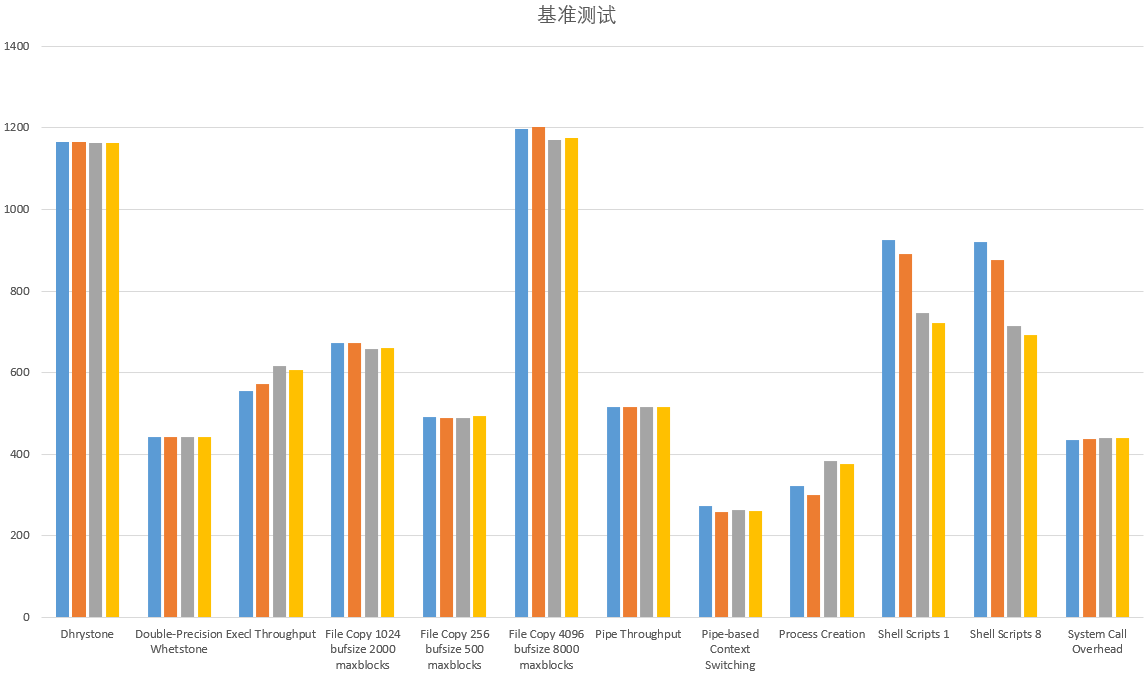 基准测试
1400
1200
1000
800
600
400
200
0
Dhrystone
Double-Precision
Whetstone
Execl Throughput
File Copy 1024
bufsize 2000
maxblocks
File Copy 256
bufsize 500
maxblocks
File Copy 4096
bufsize 8000
maxblocks
Pipe Throughput
Pipe-based
Context
Switching
Process Creation
Shell Scripts 1
Shell Scripts 8
System Call
Overhead